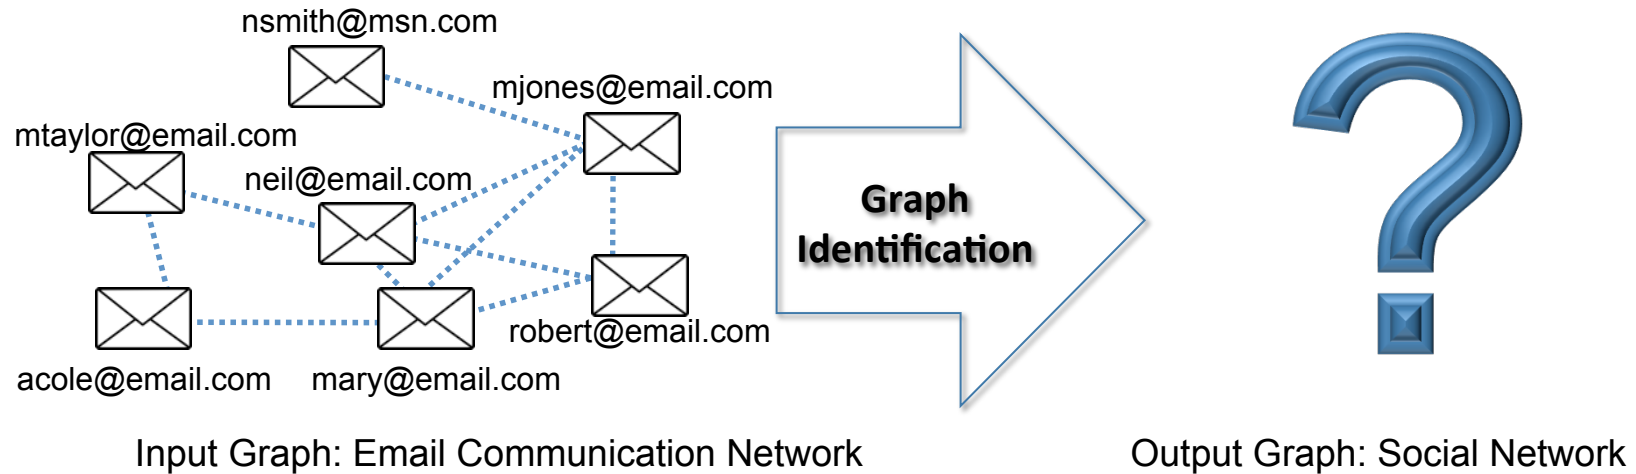 nsmith@msn.com
mjones@email.com
mtaylor@email.com
neil@email.com
robert@email.com
acole@email.com
mary@email.com
Graph
Identification
?
Input Graph: Email Communication Network
Output Graph: Social Network